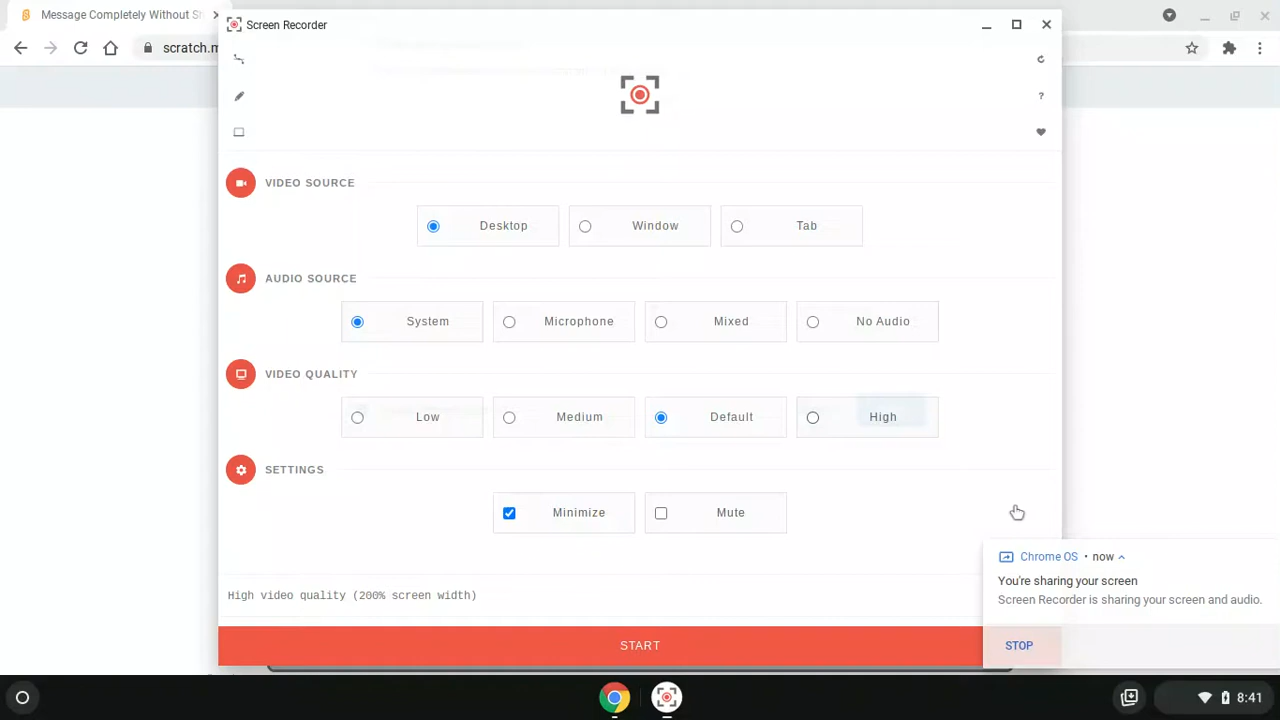 Message Completely Without S
Screen Recorder
scratch.m
?
VIDEO SOURCE
Desktop
Window
Tab
AUDIO SOURCE
System
Microphone
Mixed
No Audio
VIDEO QUALITY
Low
Medium
Default
High
SETTINGS
Minimize
Mute
Chrome OS • now
You're sharing your screen
Screen Recorder is sharing your screen and audio.
High video quality (200% screen width)
START
STOP
8:41